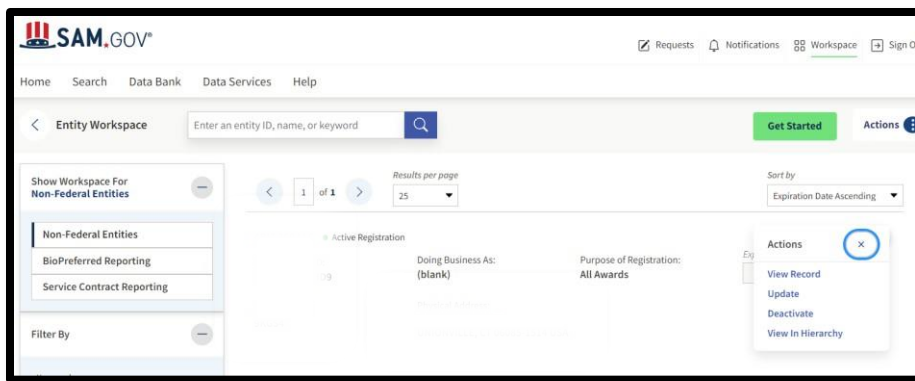 SAM.GOV®
Requests Notifications Workspace Sign
Home Search Data Bank Data Services Help
Entity Workspace Enter an entity ID, name, or keyword Get Started Actions
Show Workspace For
Non-Federal Entities
1 of 1
Results per page
25
Sort by
Expiration Date Ascending
Non-Federal Entities
BioPreferred Reporting
Service Contract Reporting
Filter By
Active Registration
Doing Business As:
(blank)
Purpose of Registration:
All Awards
Actions
View Record
Update
Deactivate
View In Hierarchy